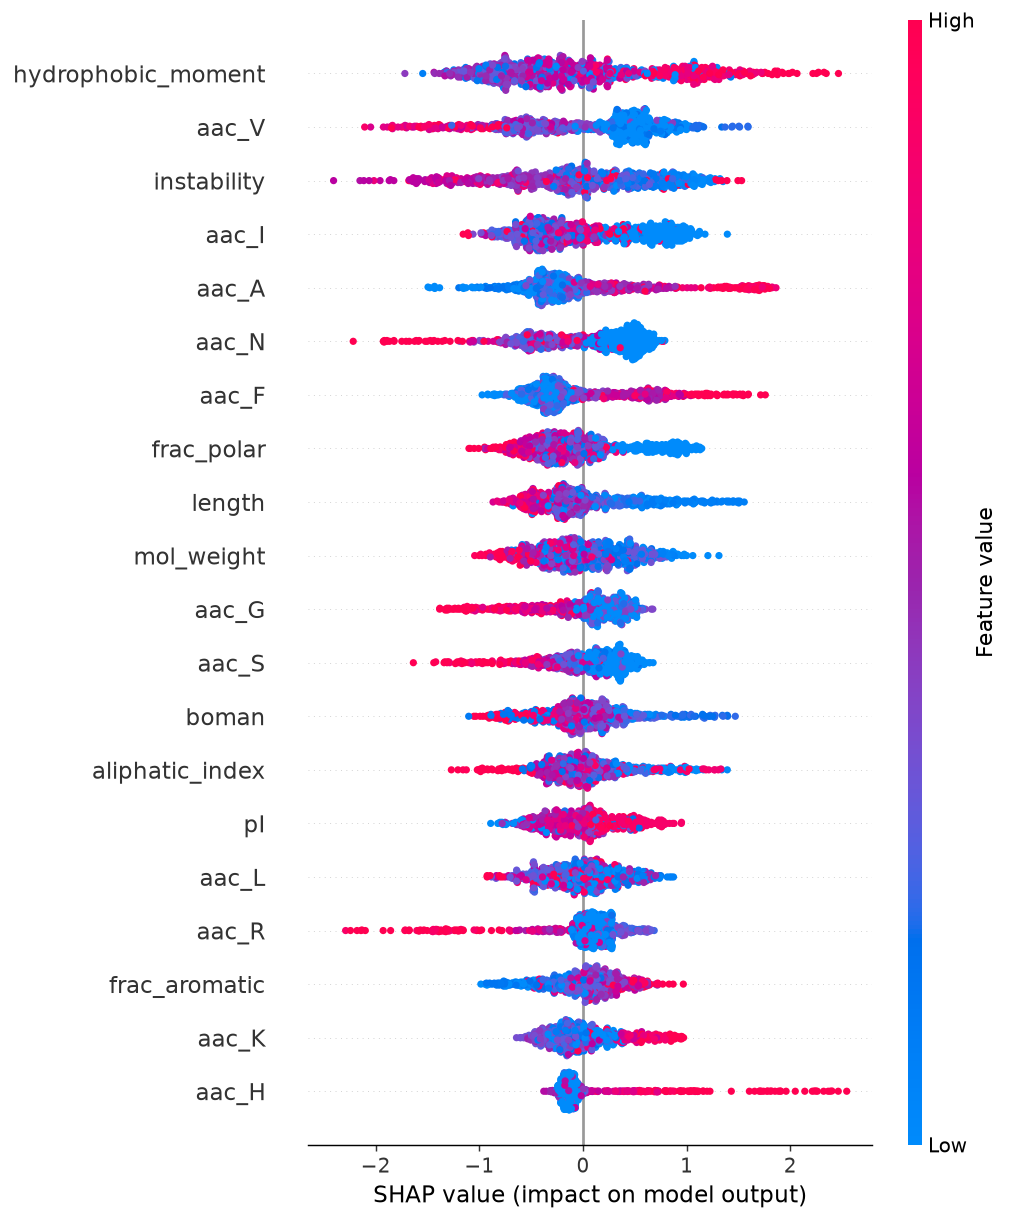 High
hydrophobic_moment
aac_V
instability
aac_I
aac_A
aac_N
aac_F
frac_polar
length
mol_weight
aac_G
aac_S
boman
aliphatic_index
pI
aac_L
aac_R
frac_aromatic
aac_K
aac_H
Feature value
Low
−2 −1 0 1 2
SHAP value (impact on model output)